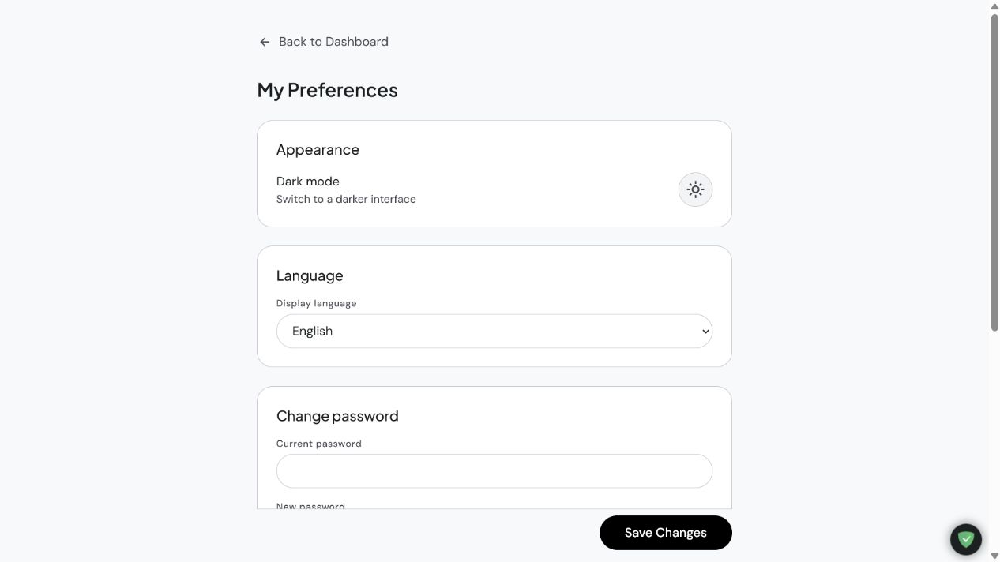 Back to Dashboard
My Preferences
Appearance
Dark mode
Switch to a darker interface
Language
Display language
English
Change password
Current password
New password
Save Changes